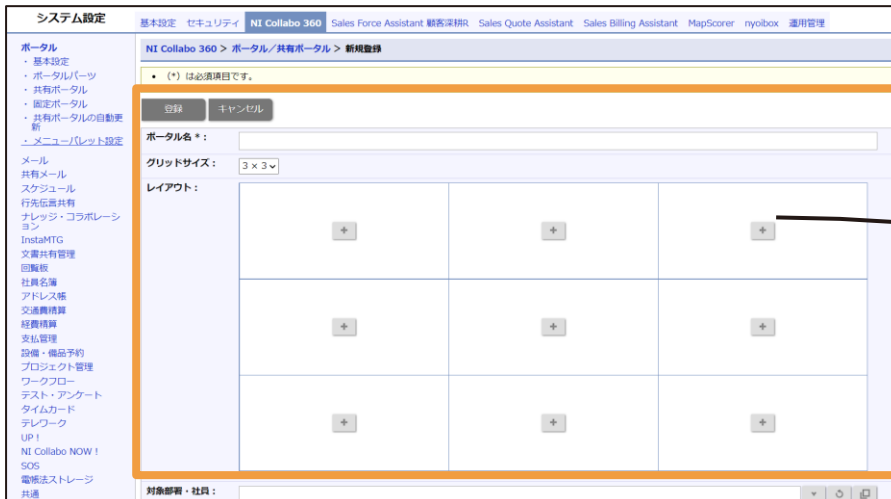 システム設定
基本設定 セキュリティ NI Collabo 360 Sales Force Assistant 顧客深耕R Sales Quote Assistant Sales Billing Assistant MapScorer nyoibox 運用管理
ポータル
・ 基本設定
・ ポータルパーツ
・ 共有ポータル
・ 固定ポータル
・ 共有ポータルの自動更
新
・ メニューパレット設定
メール
共有メール
スケジュール
行先伝言共有
ナレッジ・コラボレーシ
ョン
InstaMTG
文書共有管理
回覧板
社員名簿
アドレス帳
交通費精算
経費精算
支払管理
設備・備品予約
プロジェクト管理
ワークフロー
テスト・アンケート
タイムカード
テレワーク
UP！
NI Collabo NOW！
SOS
電帳法ストレージ
共通
NI Collabo 360 > ポータル／共有ポータル > 新規登録
• （*）は必須項目です。
登録 キャンセル
ポータル名 *：
グリッドサイズ： 3 × 3
レイアウト：
+ + +
+ + +
+ + +
対象部署・社員：